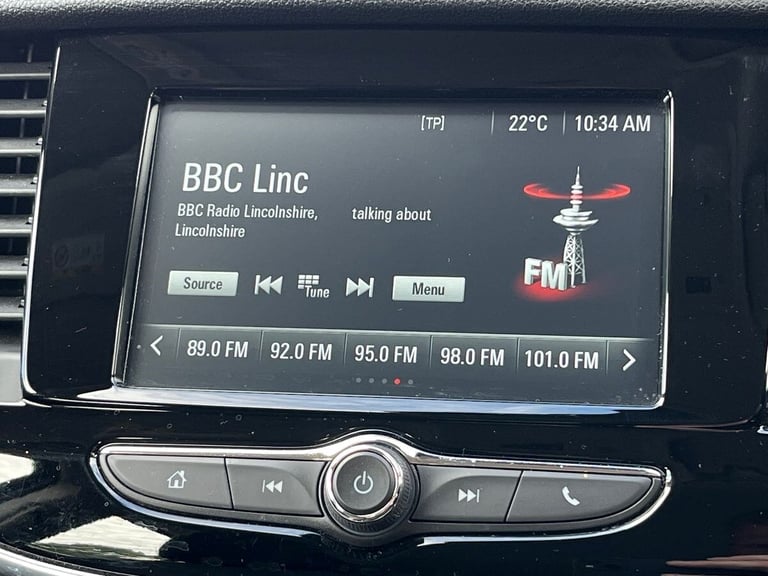 [TP] 22°C 10:34 AM
BBC Linc
BBC Radio Lincolnshire, talking about
Lincolnshire
FM
Source Tune Menu
89.0 FM 92.0 FM 95.0 FM 98.0 FM 101.0 FM